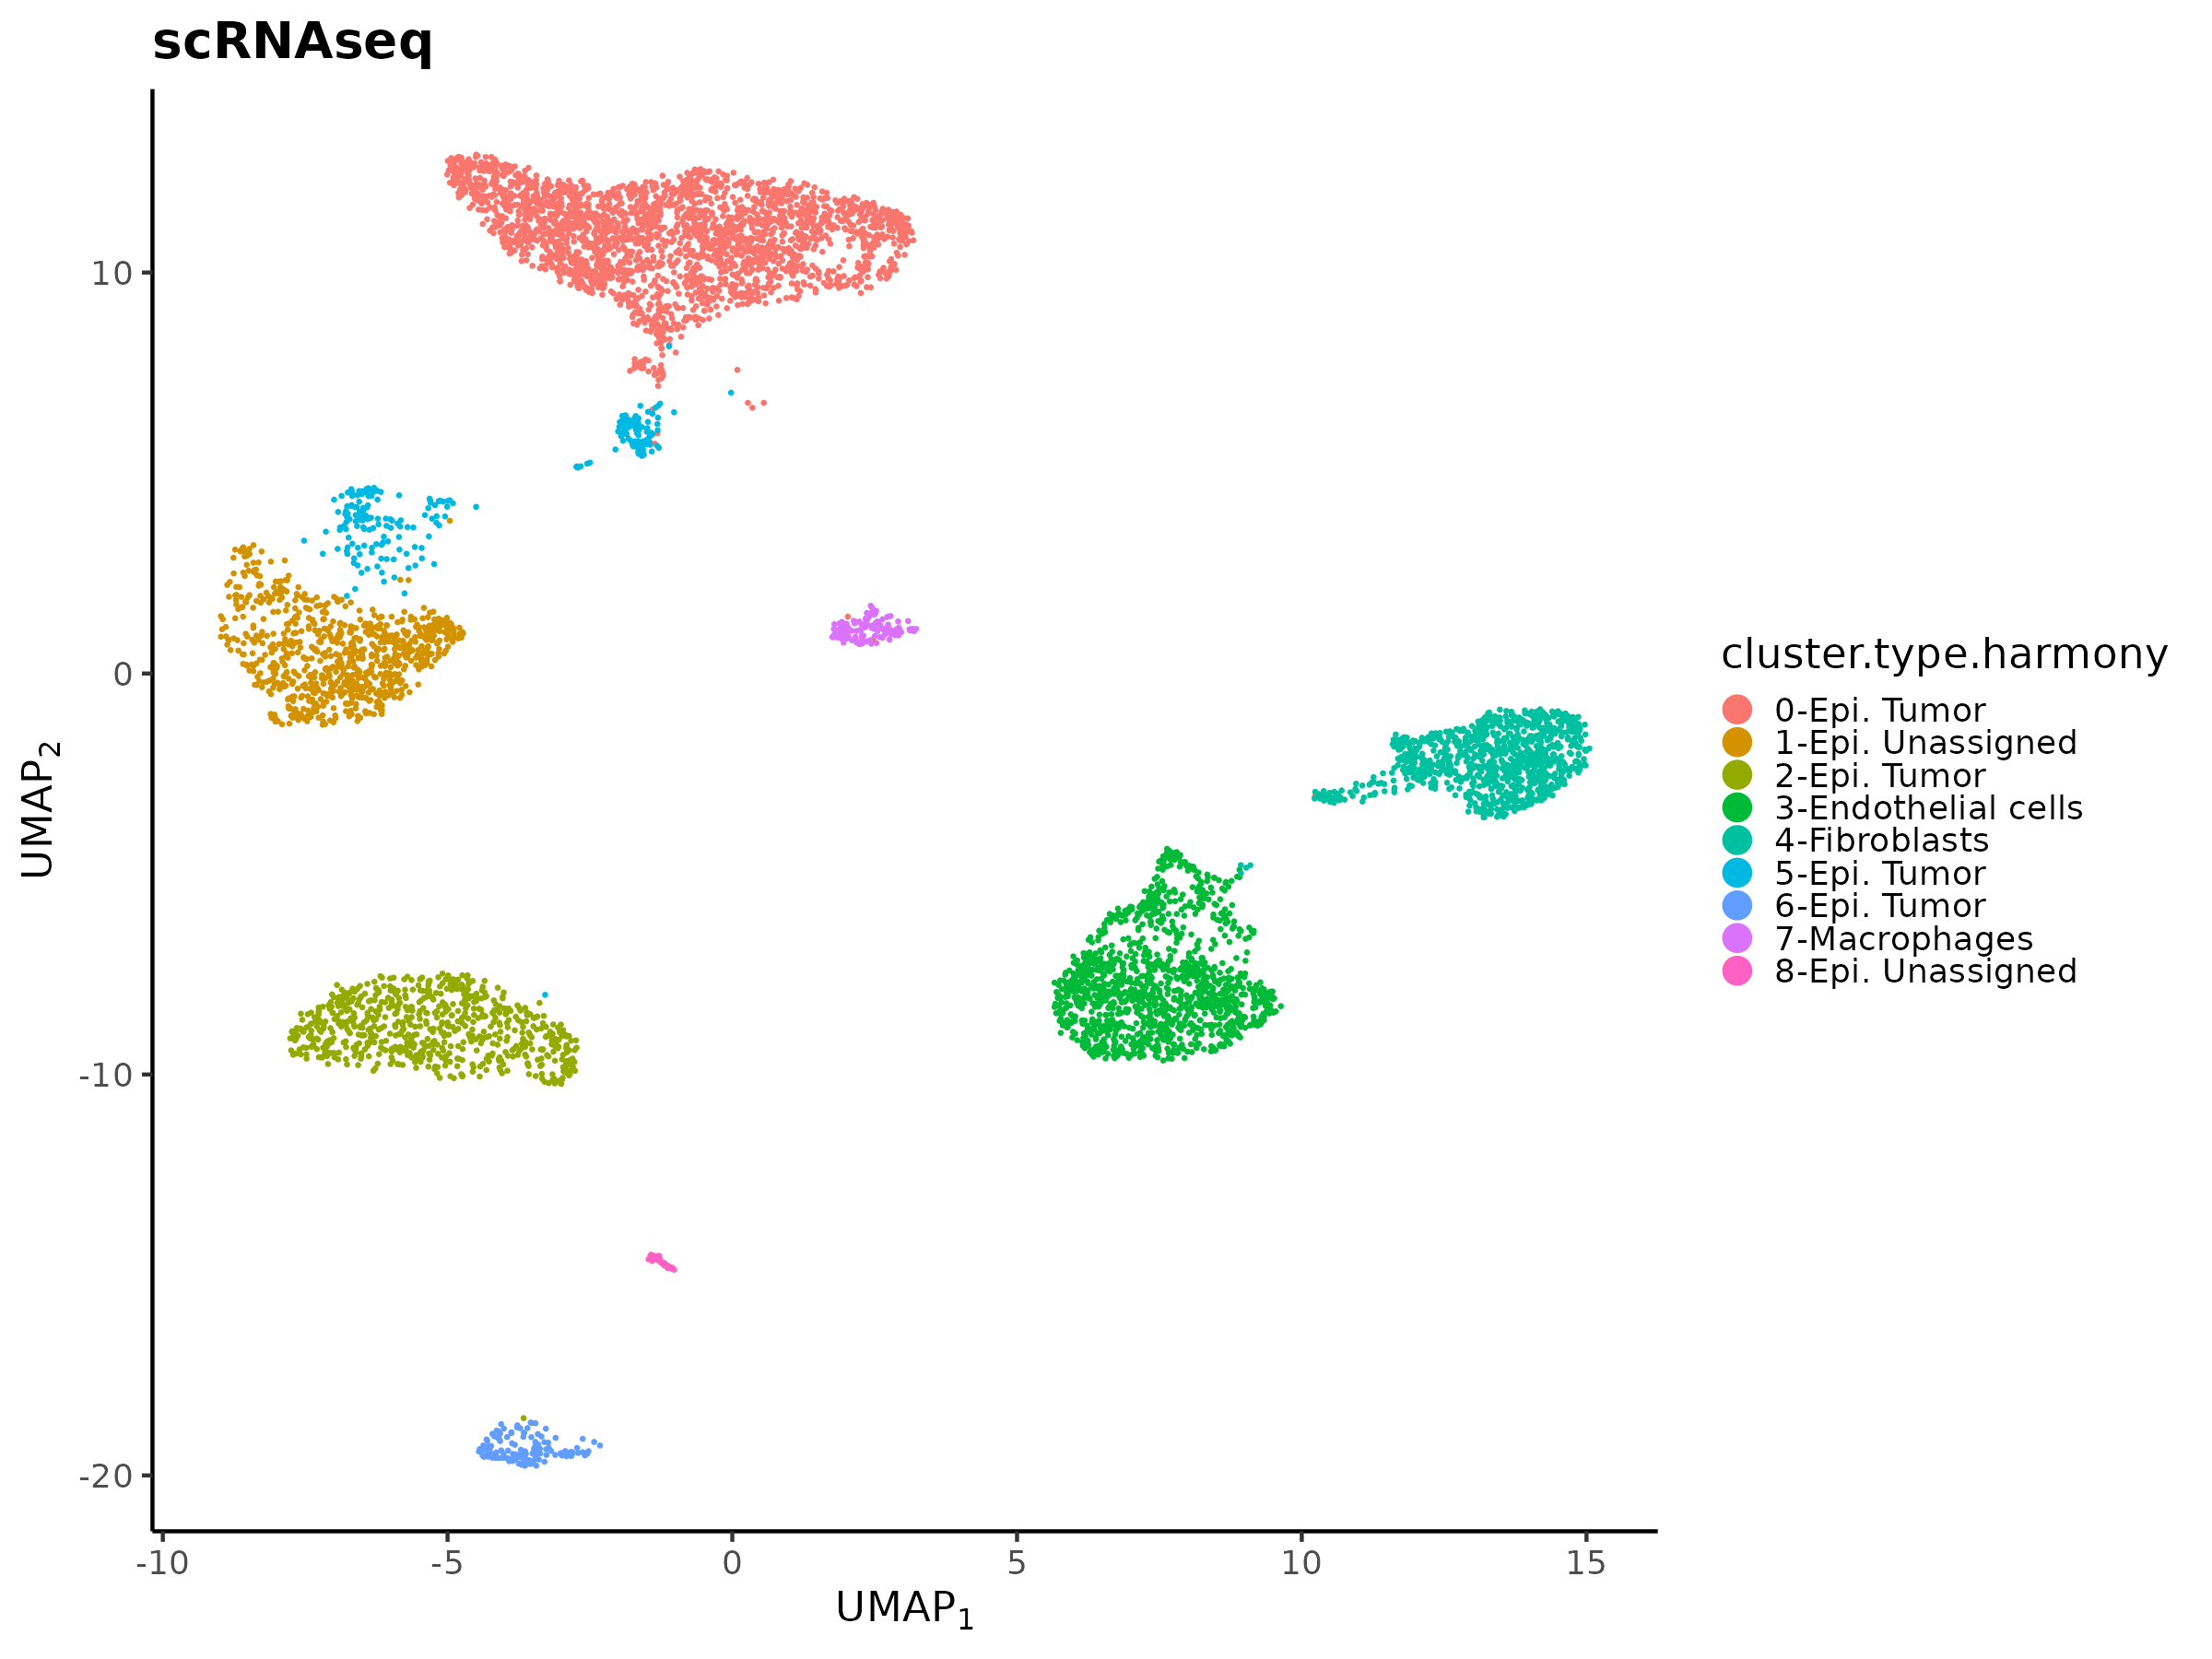 scRNAseq
10
0
-10
-20
UMAP2
-10 -5 0 5 10 15
UMAP1
cluster.type.harmony
0-Epi. Tumor
1-Epi. Unassigned
2-Epi. Tumor
3-Endothelial cells
4-Fibroblasts
5-Epi. Tumor
6-Epi. Tumor
7-Macrophages
8-Epi. Unassigned